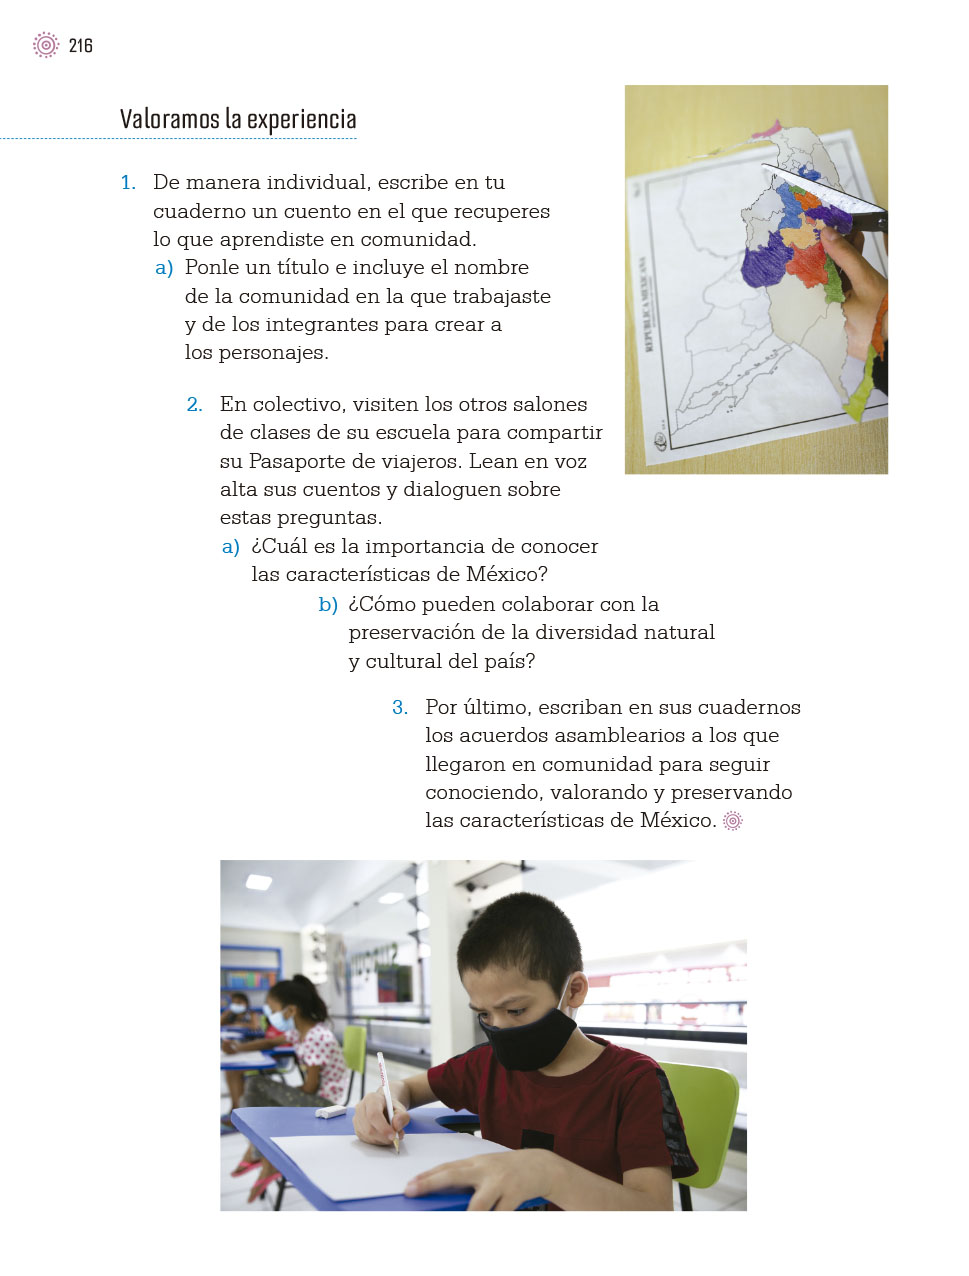 216
Valoramos la experiencia
1. De manera individual, escribe en tu
cuaderno un cuento en el que recuperes
lo que aprendiste en comunidad.
a) Ponle un título e incluye el nombre
de la comunidad en la que trabajaste
y de los integrantes para crear a
los personajes.
2. En colectivo, visiten los otros salones
de clases de su escuela para compartir
su Pasaporte de viajeros. Lean en voz
alta sus cuentos y dialoguen sobre
estas preguntas.
a) ¿Cuál es la importancia de conocer
las características de México?
b) ¿Cómo pueden colaborar con la
preservación de la diversidad natural
y cultural del país?
3. Por último, escriban en sus cuadernos
los acuerdos asamblearios a los que
llegaron en comunidad para seguir
conociendo, valorando y preservando
las características de México.
REPÚBLICA MEXICANA